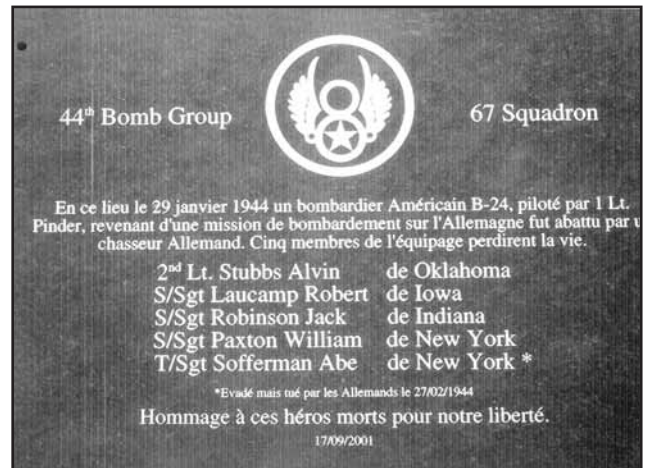 44th Bomb Group 67 Squadron
En ce lieu le 29 janvier 1944 un bombardier Américain B-24, piloté par 1 Lt.
Pinder, revenant d'une mission de bombardement sur l'Allemagne fut abattu par
chasseur Allemand. Cinq membres de l'équipage perdirent la vie.
2nd Lt. Stubbs Alvin de Oklahoma
S/Sgt Laucamp Robert de Iowa
S/Sgt Robinson Jack de Indiana
S/Sgt Paxton William de New York
T/Sgt Sofferman Abe de New York *
*Evadé mais tué par les Allemands le 27/02/1944
Hommage à ces héros morts pour notre liberté.
17/09/2001